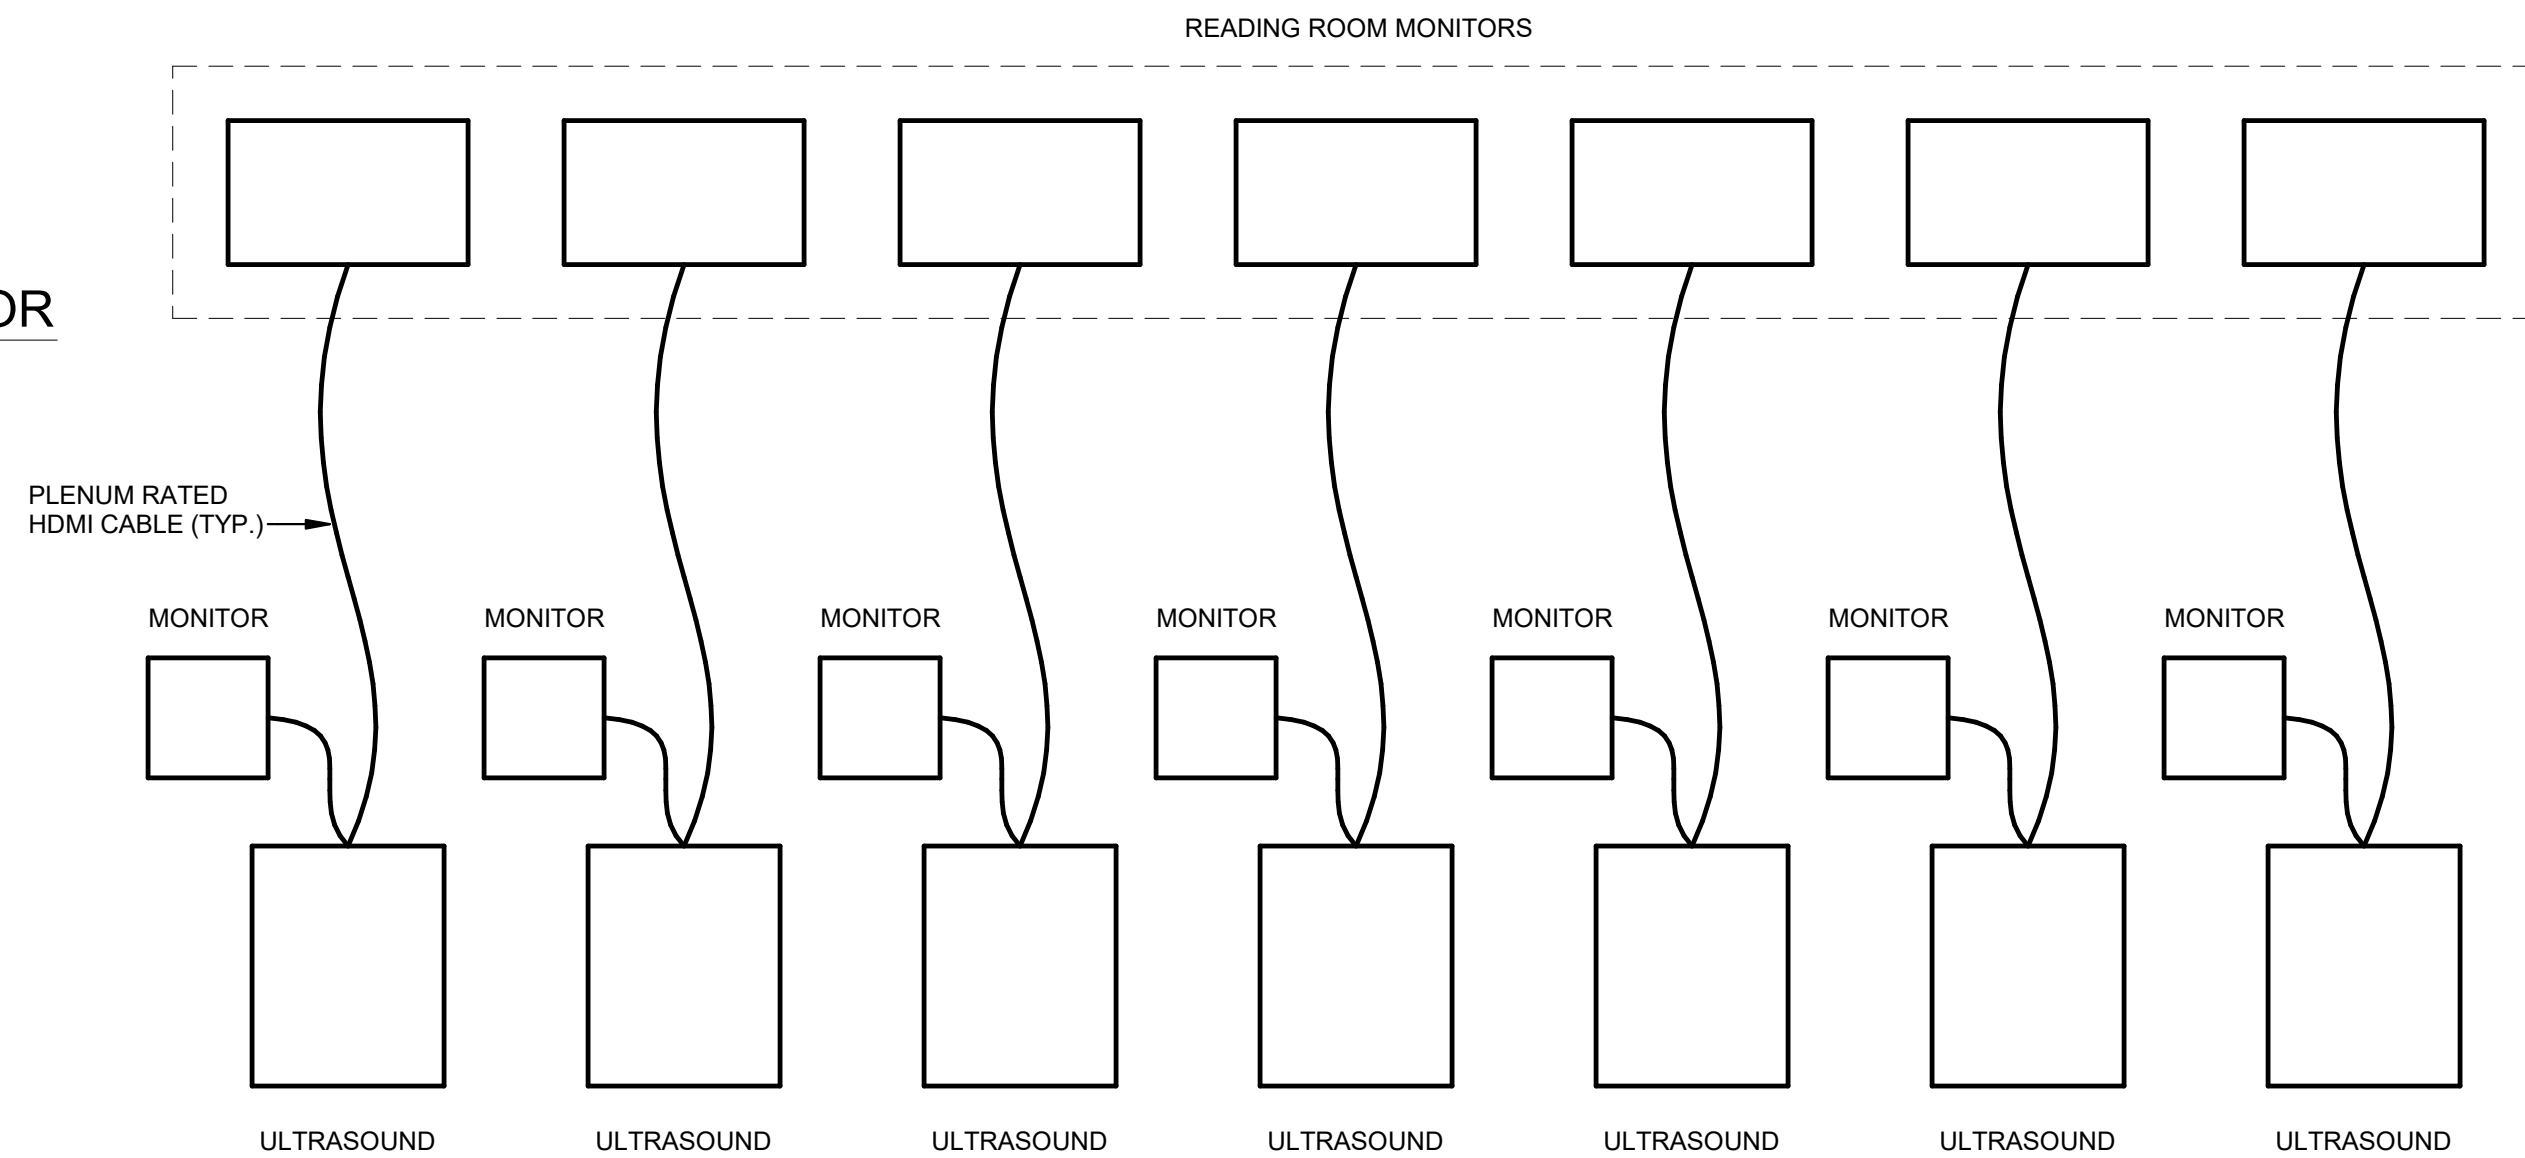 READING ROOM MONITORS
OR
PLENUM RATED
HDMI CABLE (TYP.)
MONITOR MONITOR MONITOR MONITOR MONITOR MONITOR MONITOR
ULTRASOUND ULTRASOUND ULTRASOUND ULTRASOUND ULTRASOUND ULTRASOUND ULTRASOUND